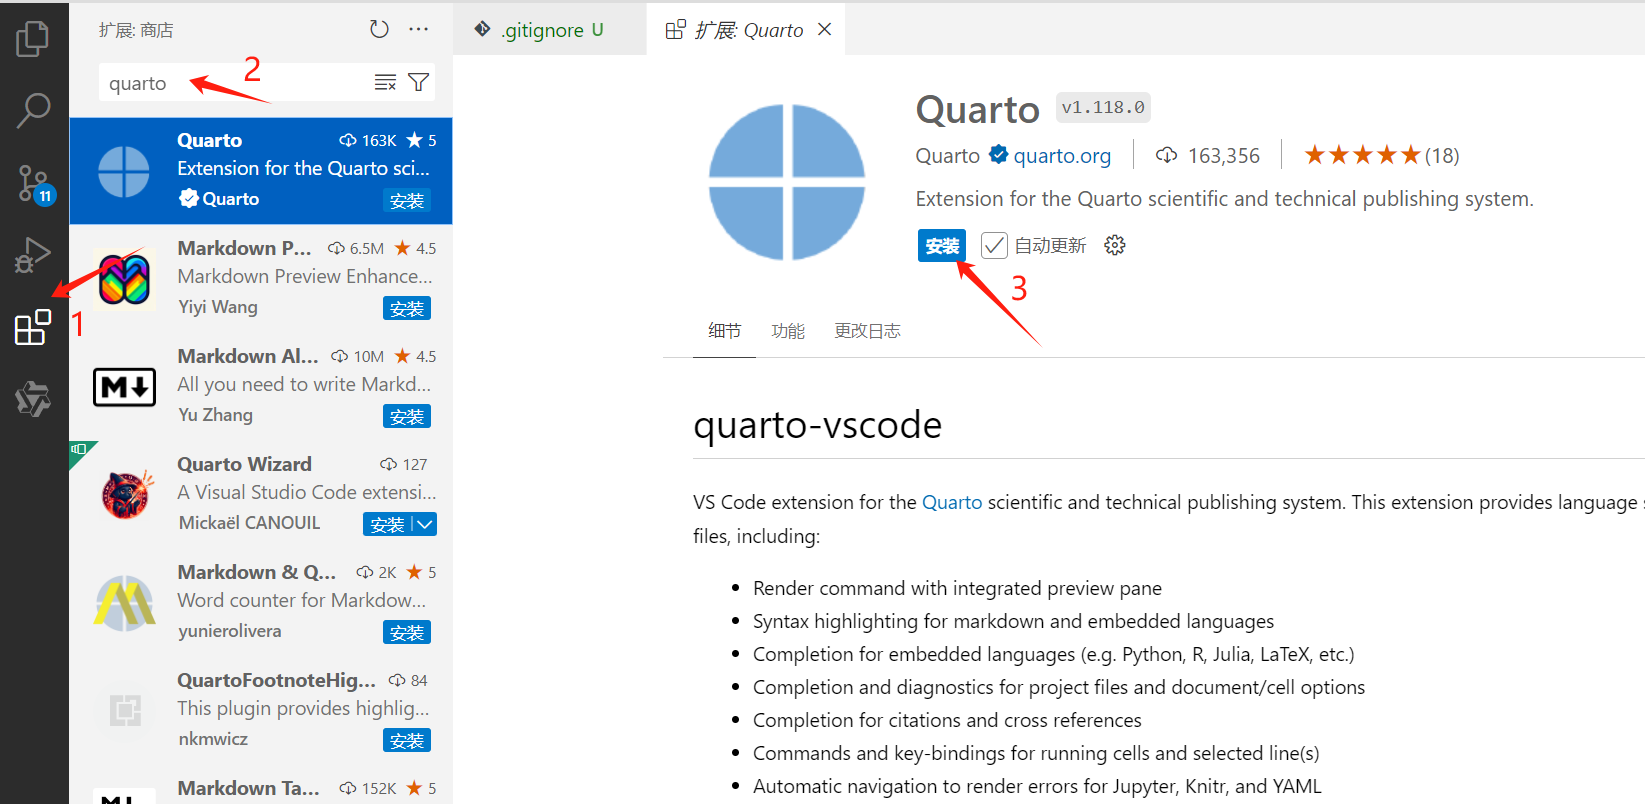 扩展: 商店
quarto
2
1
11
Quarto 163K 5
Extension for the Quarto sci...
Quarto 安装
Markdown P... 6.5M 4.5
Markdown Preview Enhance...
Yiyi Wang 安装
Markdown Al... 10M 4.5
All you need to write Markd...
Yu Zhang 安装
Quarto Wizard 127
A Visual Studio Code extensi...
Mickaël CANOUIL 安装
Markdown & Q... 2K 5
Word counter for Markdow...
yunierolivera 安装
QuartoFootnoteHig... 84
This plugin provides highlig...
nkmwicz 安装
Markdown Ta... 152K 5
M
.gitignore U
扩展: Quarto
Quarto v1.118.0
Quarto quarto.org 163,356 (18)
Extension for the Quarto scientific and technical publishing system.
安装 自动更新
3
细节 功能 更改日志
quarto-vscode
VS Code extension for the Quarto scientific and technical publishing system. This extension provides language
files, including:
• Render command with integrated preview pane
• Syntax highlighting for markdown and embedded languages
• Completion for embedded languages (e.g. Python, R, Julia, LaTeX, etc.)
• Completion and diagnostics for project files and document/cell options
• Completion for citations and cross references
• Commands and key-bindings for running cells and selected line(s)
• Automatic navigation to render errors for Jupyter, Knitr, and YAML